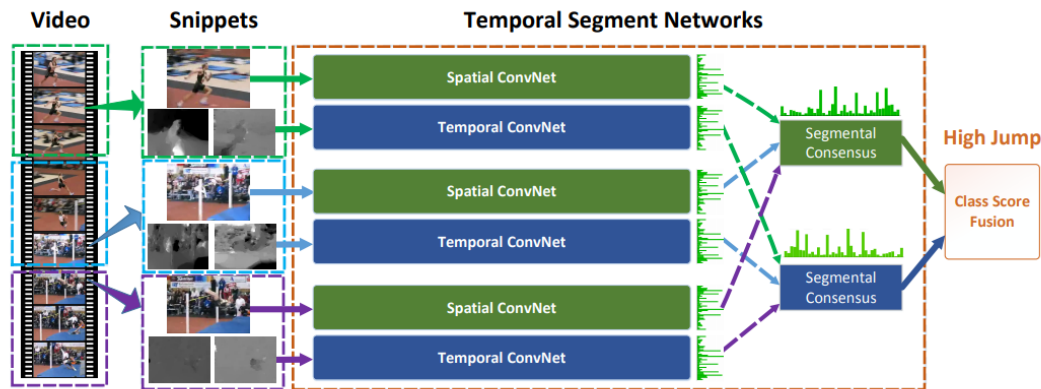 Video
Snippets
Temporal Segment Networks
Spatial ConvNet
Temporal ConvNet
Segmental
Consensus
High Jump
Spatial ConvNet
Temporal ConvNet
Class Score
Fusion
Segmental
Consensus
Spatial ConvNet
Temporal ConvNet